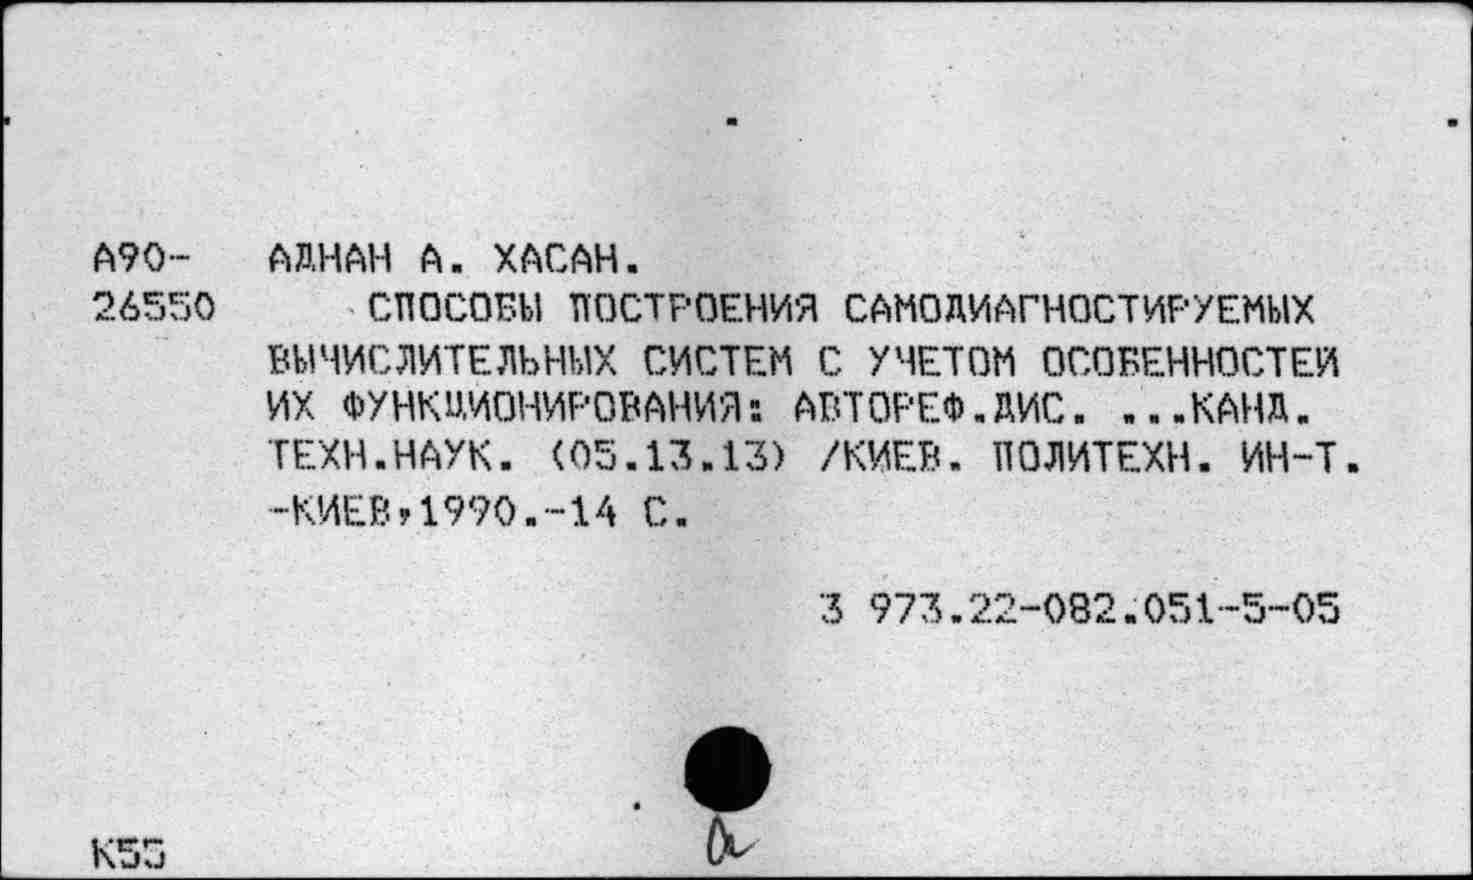 А90- АДНАН А. ХАСАН.
26550 СПОСОБЫ ПОСТРОЕНИЯ САМОДИАГНОСТИРУЕМЫХ
ВЫЧИСЛИТЕЛЬНЫХ СИСТЕМ С УЧЕТОМ ОСОБЕННОСТЕЙ
ИХ ФУНКЦИОНИРОВАНИЯ: АВТОРЕФ.ДИС. ...КАНД.
ТЕХН.НАУК. (05.13.13) /КИЕВ. ПОЛИТЕХН. ИН-Т.
-КИЕВ,1990.-14 С.
З 973.22-082.051-5-05
К55